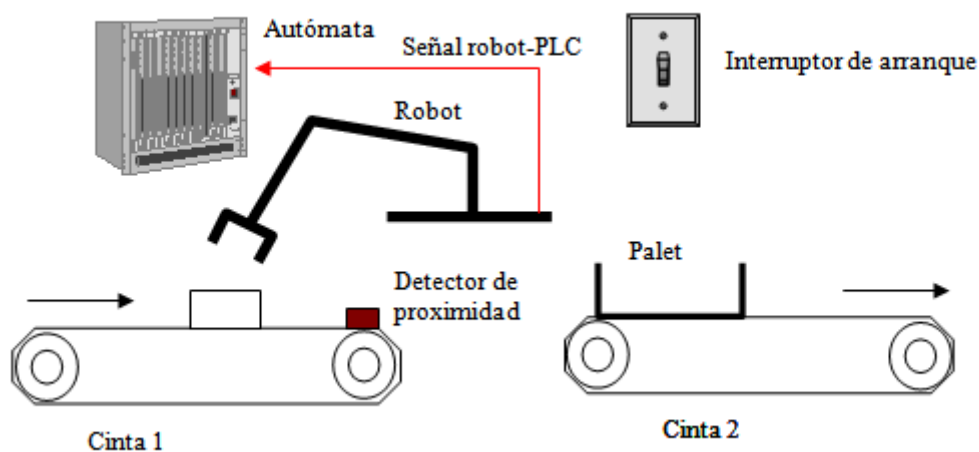 Autómata
Señal robot-PLC
Interruptor de arranque
Robot
Detector de
proximidad
Palet
Cinta 1
Cinta 2